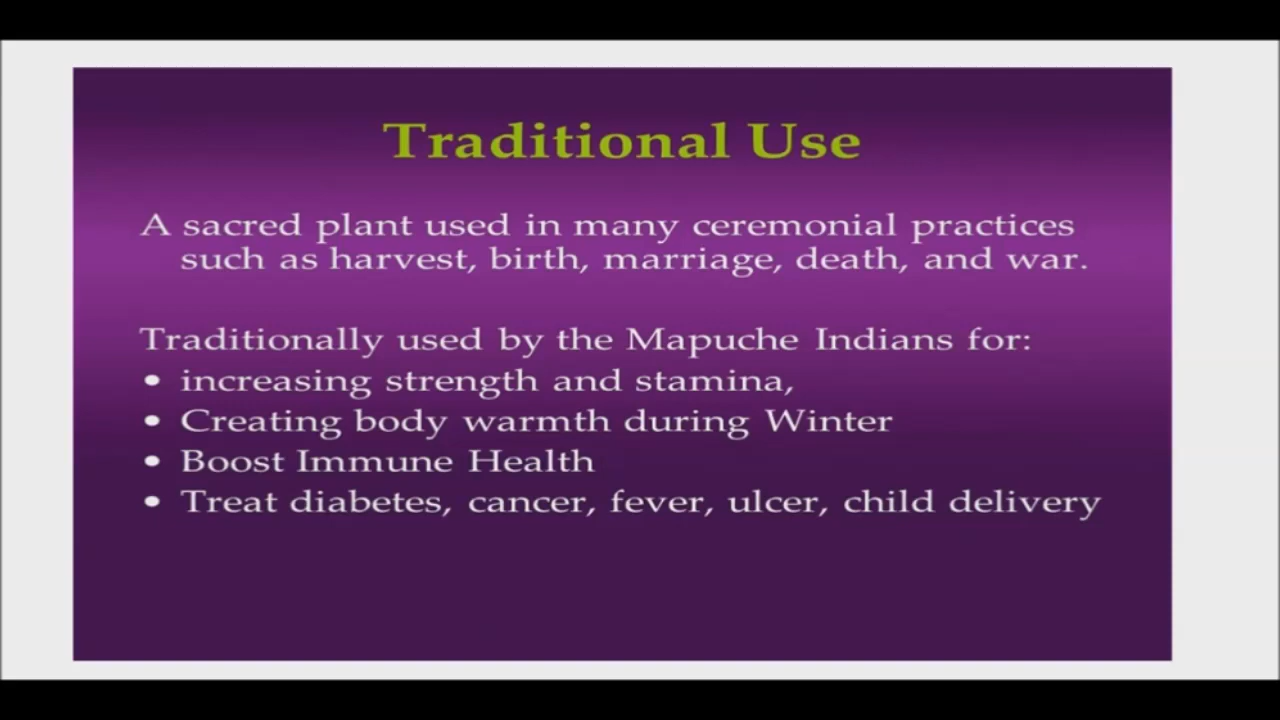 Traditional Use
A sacred plant used in many ceremonial practices
such as harvest, birth, marriage, death, and war.
Traditionally used by the Mapuche Indians for:
• increasing strength and stamina,
• Creating body warmth during Winter
• Boost Immune Health
• Treat diabetes, cancer, fever, ulcer, child delivery